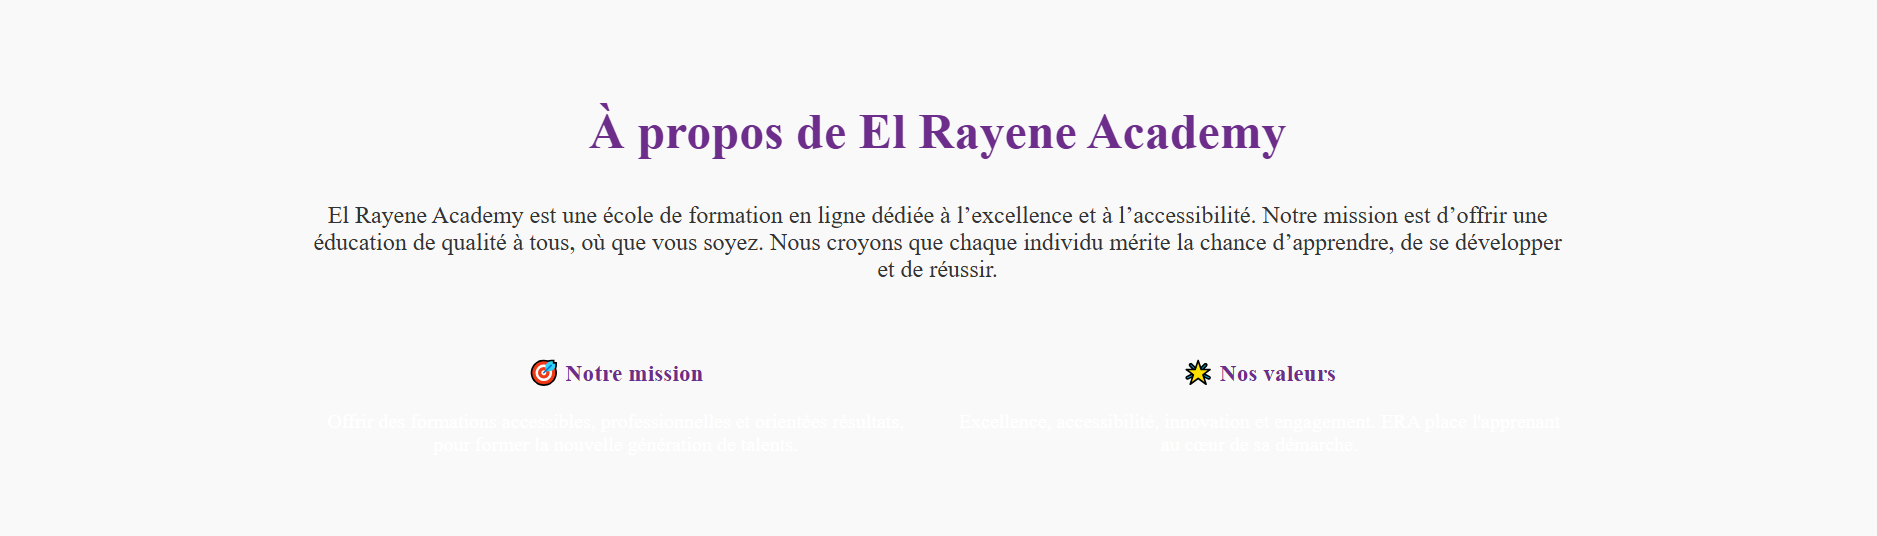 À propos de El Rayene Academy
El Rayene Academy est une école de formation en ligne dédiée à l’excellence et à l’accessibilité. Notre mission est d’offrir une
éducation de qualité à tous, où que vous soyez. Nous croyons que chaque individu mérite la chance d’apprendre, de se développer
et de réussir.
Notre mission
Offrir des formations accessibles, professionnelles et orientées résultats,
pour former le nouvelle génération de talents.
Nos valeurs
Excellence, accessibilité, innovation et engagement. ERA place l'apprenant
au cœur de sa démarche.